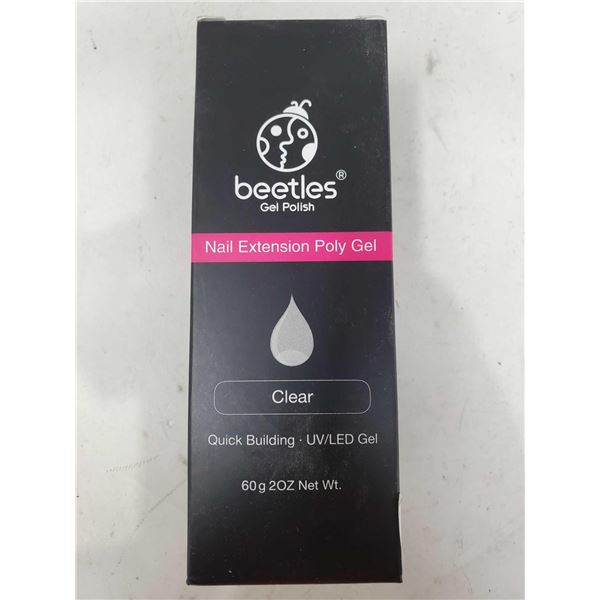 beetles®
Gel Polish
Nail Extension Poly Gel
Clear
Quick Building · UV/LED Gel
60g 2OZ Net Wt.